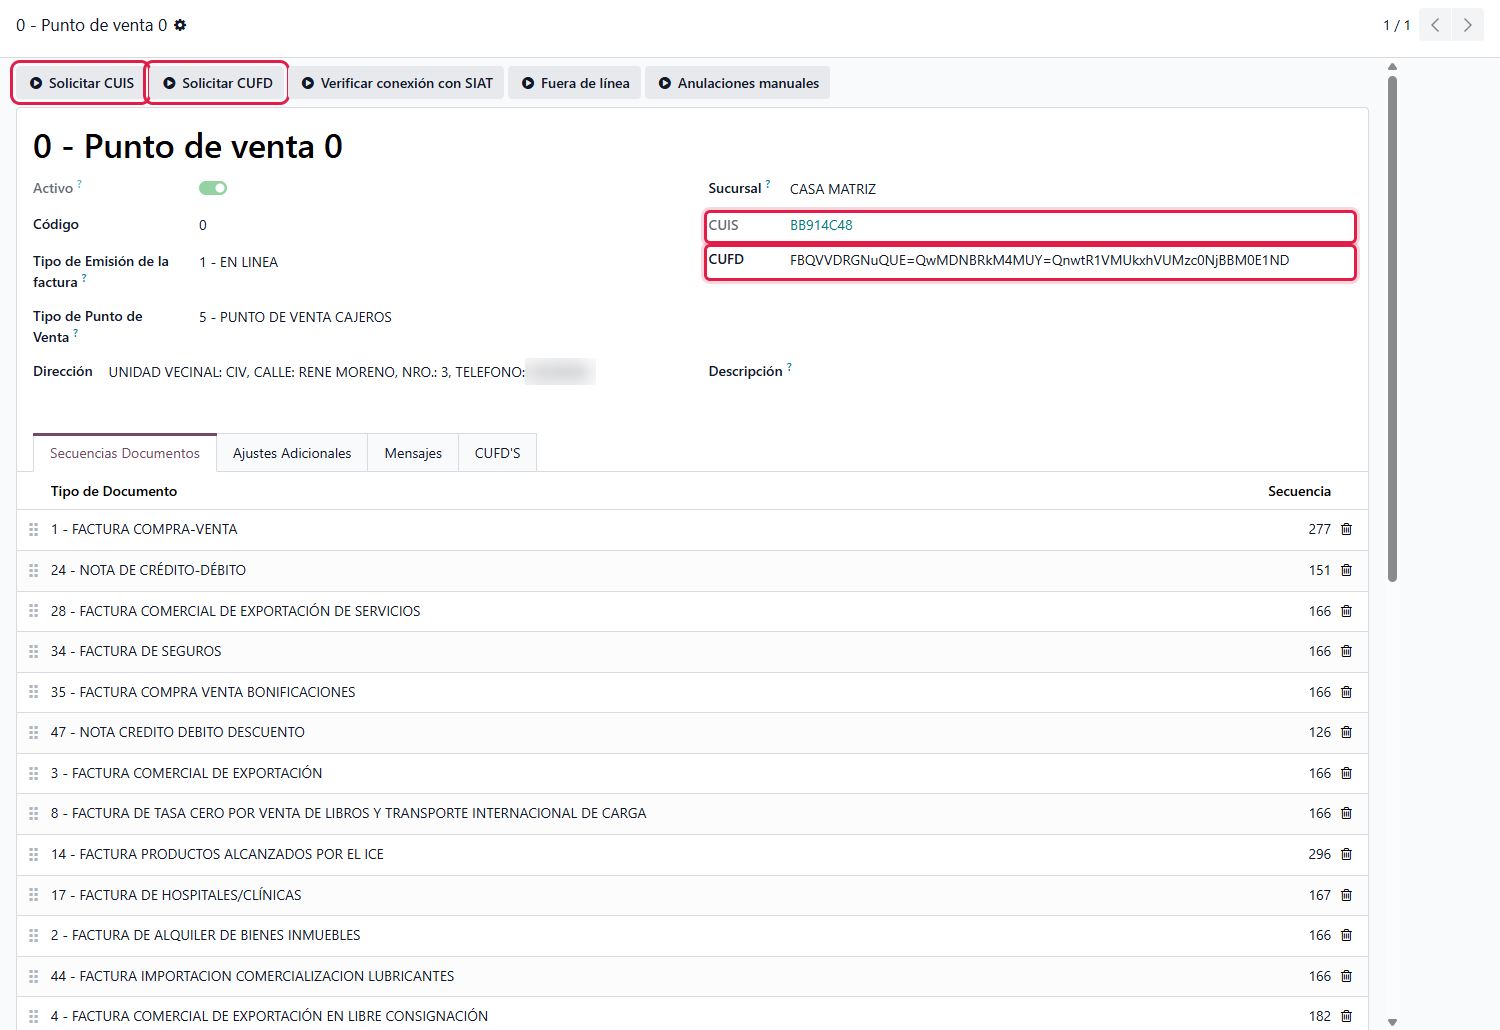 0 - Punto de venta 0
1 / 1
Solicitar CUIS
Solicitar CUFD
Verificar conexión con SIAT
Fuera de línea
Anulaciones manuales
0 - Punto de venta 0
Activo ?
Sucursal ? CASA MATRIZ
Código 0
CUIS BB914C48
Tipo de Emisión de la factura ? 1 - EN LINEA
CUFD FBQVVDRGNuQUE=QwMDNBRkM4MUY=QnwtR1VMUkxhVUMzc0NjBBM0E1ND
Tipo de Punto de Venta ? 5 - PUNTO DE VENTA CAJEROS
Dirección UNIDAD VECINAL: CIV, CALLE: RENE MORENO, NRO.: 3, TELEFONO:
Descripción ?
Secuencias Documentos
Ajustes Adicionales
Mensajes
CUFD'S
Tipo de Documento Secuencia
1 - FACTURA COMPRA-VENTA 277
24 - NOTA DE CRÉDITO-DÉBITO 151
28 - FACTURA COMERCIAL DE EXPORTACIÓN DE SERVICIOS 166
34 - FACTURA DE SEGUROS 166
35 - FACTURA COMPRA VENTA BONIFICACIONES 166
47 - NOTA CREDITO DEBITO DESCUENTO 126
3 - FACTURA COMERCIAL DE EXPORTACIÓN 166
8 - FACTURA DE TASA CERO POR VENTA DE LIBROS Y TRANSPORTE INTERNACIONAL DE CARGA 166
14 - FACTURA PRODUCTOS ALCANZADOS POR EL ICE 296
17 - FACTURA DE HOSPITALES/CLÍNICAS 167
2 - FACTURA DE ALQUILER DE BIENES INMUEBLES 166
44 - FACTURA IMPORTACION COMERCIALIZACION LUBRICANTES 166
4 - FACTURA COMERCIAL DE EXPORTACIÓN EN LIBRE CONSIGNACIÓN 182